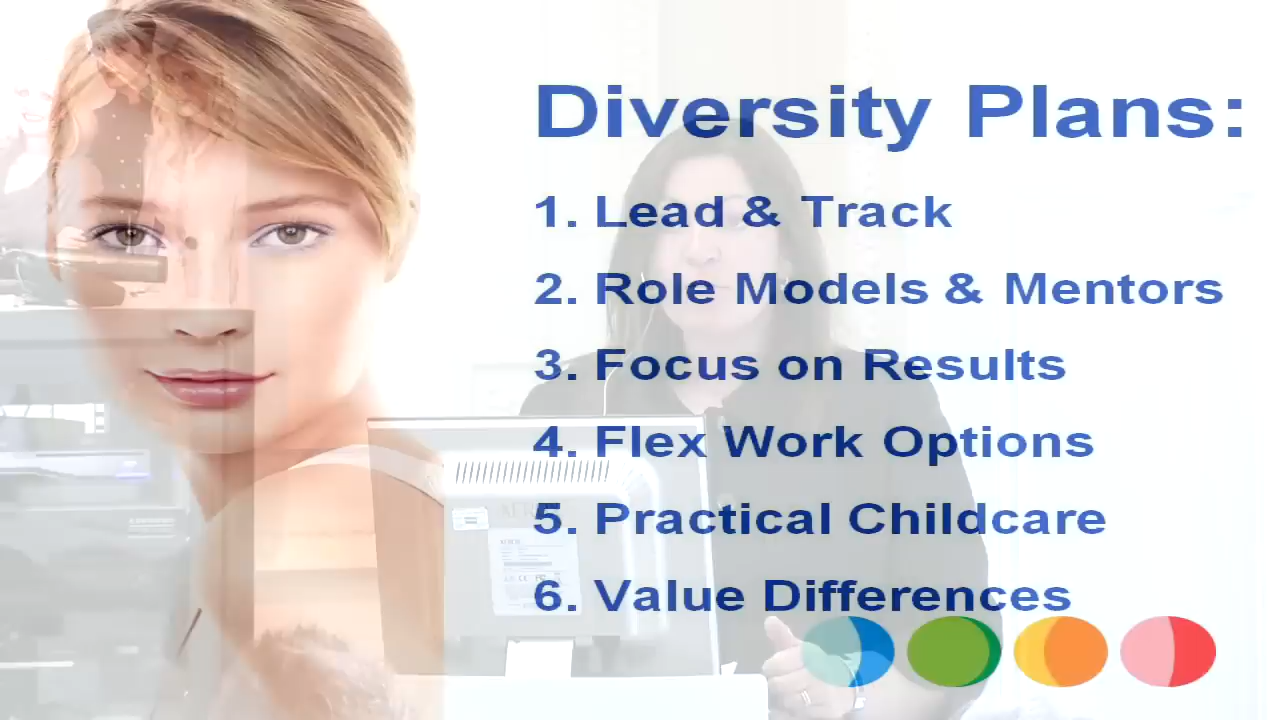 Diversity Plans:
1. Lead & Track
2. Role Models & Mentors
3. Focus on Results
4. Flex Work Options
5. Practical Childcare
6. Value Differences